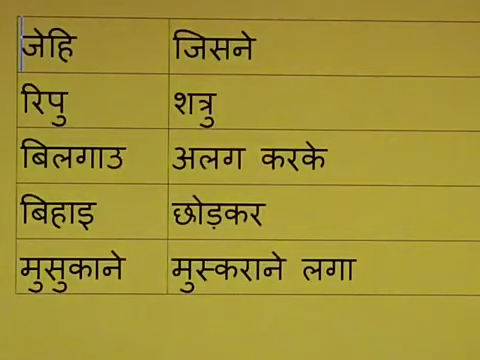 जेहि जिसने
रिपु शत्रु
बिलगाउ अलग करके
बिहाइ छोड़कर
मुसुकाने मुस्कराने लगा